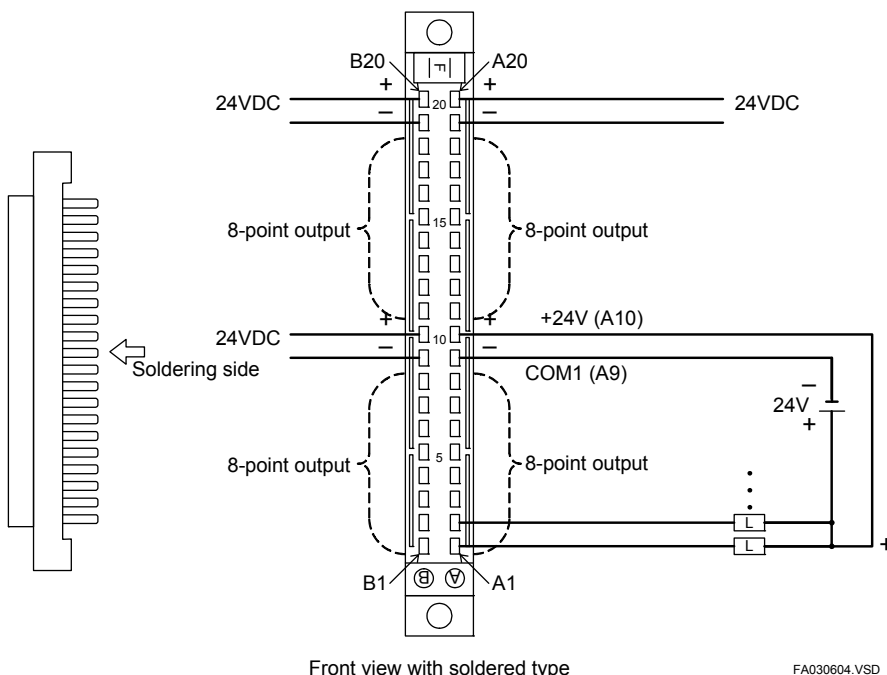 B20
A20
F
+
+
24VDC
20
24VDC
–
–
8-point output
15
8-point output
+
+
+24V (A10)
24VDC
10
–
–
Soldering side
COM1 (A9)
–
24V
+
8-point output
5
8-point output
L
L
+
B1
B
A
A1
Front view with soldered type
FA030604.VSD